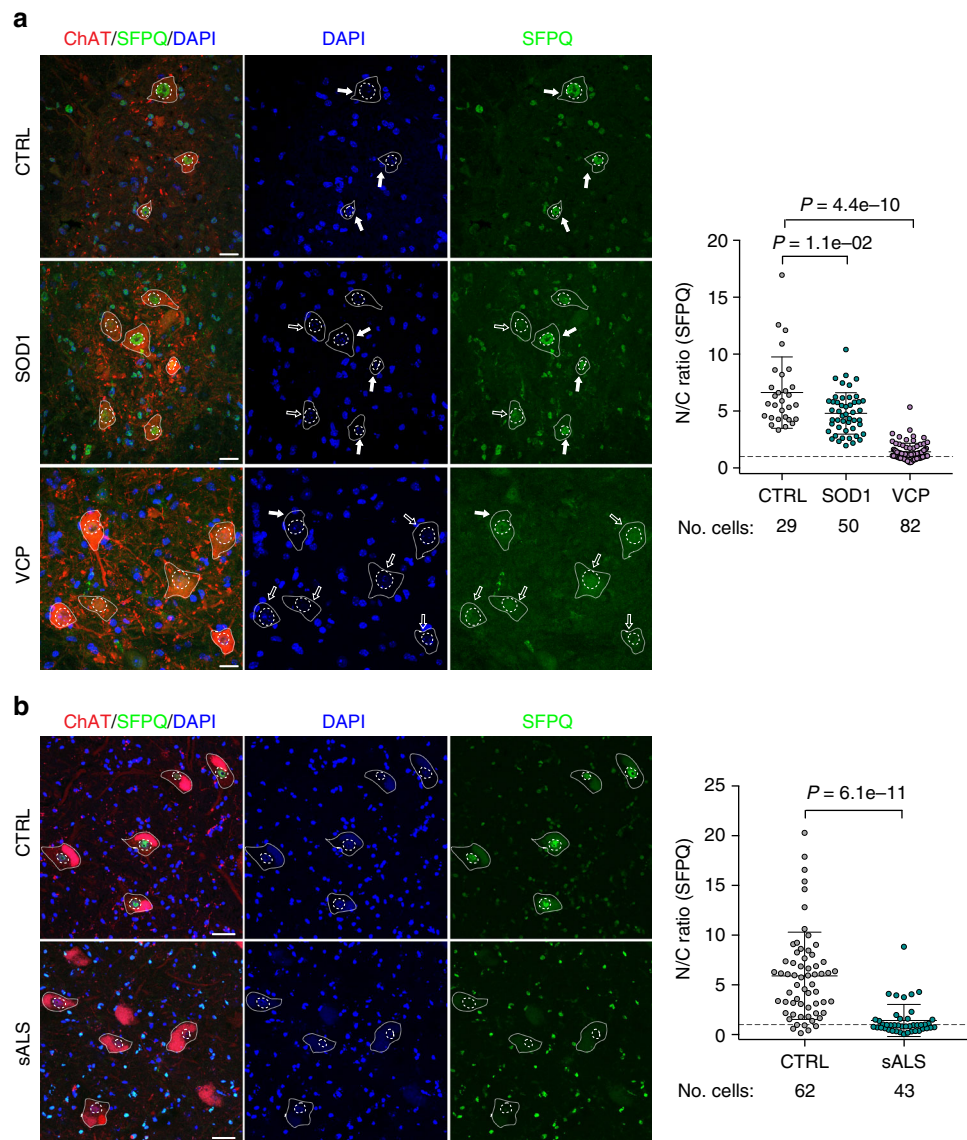 a
ChAT/SFPQ/DAPI DAPI SFPQ
CTRL
SOD1
VCP
P = 4.4e–10
P = 1.1e–02
N/C ratio (SFPQ)
20
15
10
5
0
CTRL SOD1 VCP
No. cells: 29 50 82
b
ChAT/SFPQ/DAPI DAPI SFPQ
CTRL
sALS
P = 6.1e–11
N/C ratio (SFPQ)
25
20
15
10
5
0
CTRL sALS
No. cells: 62 43